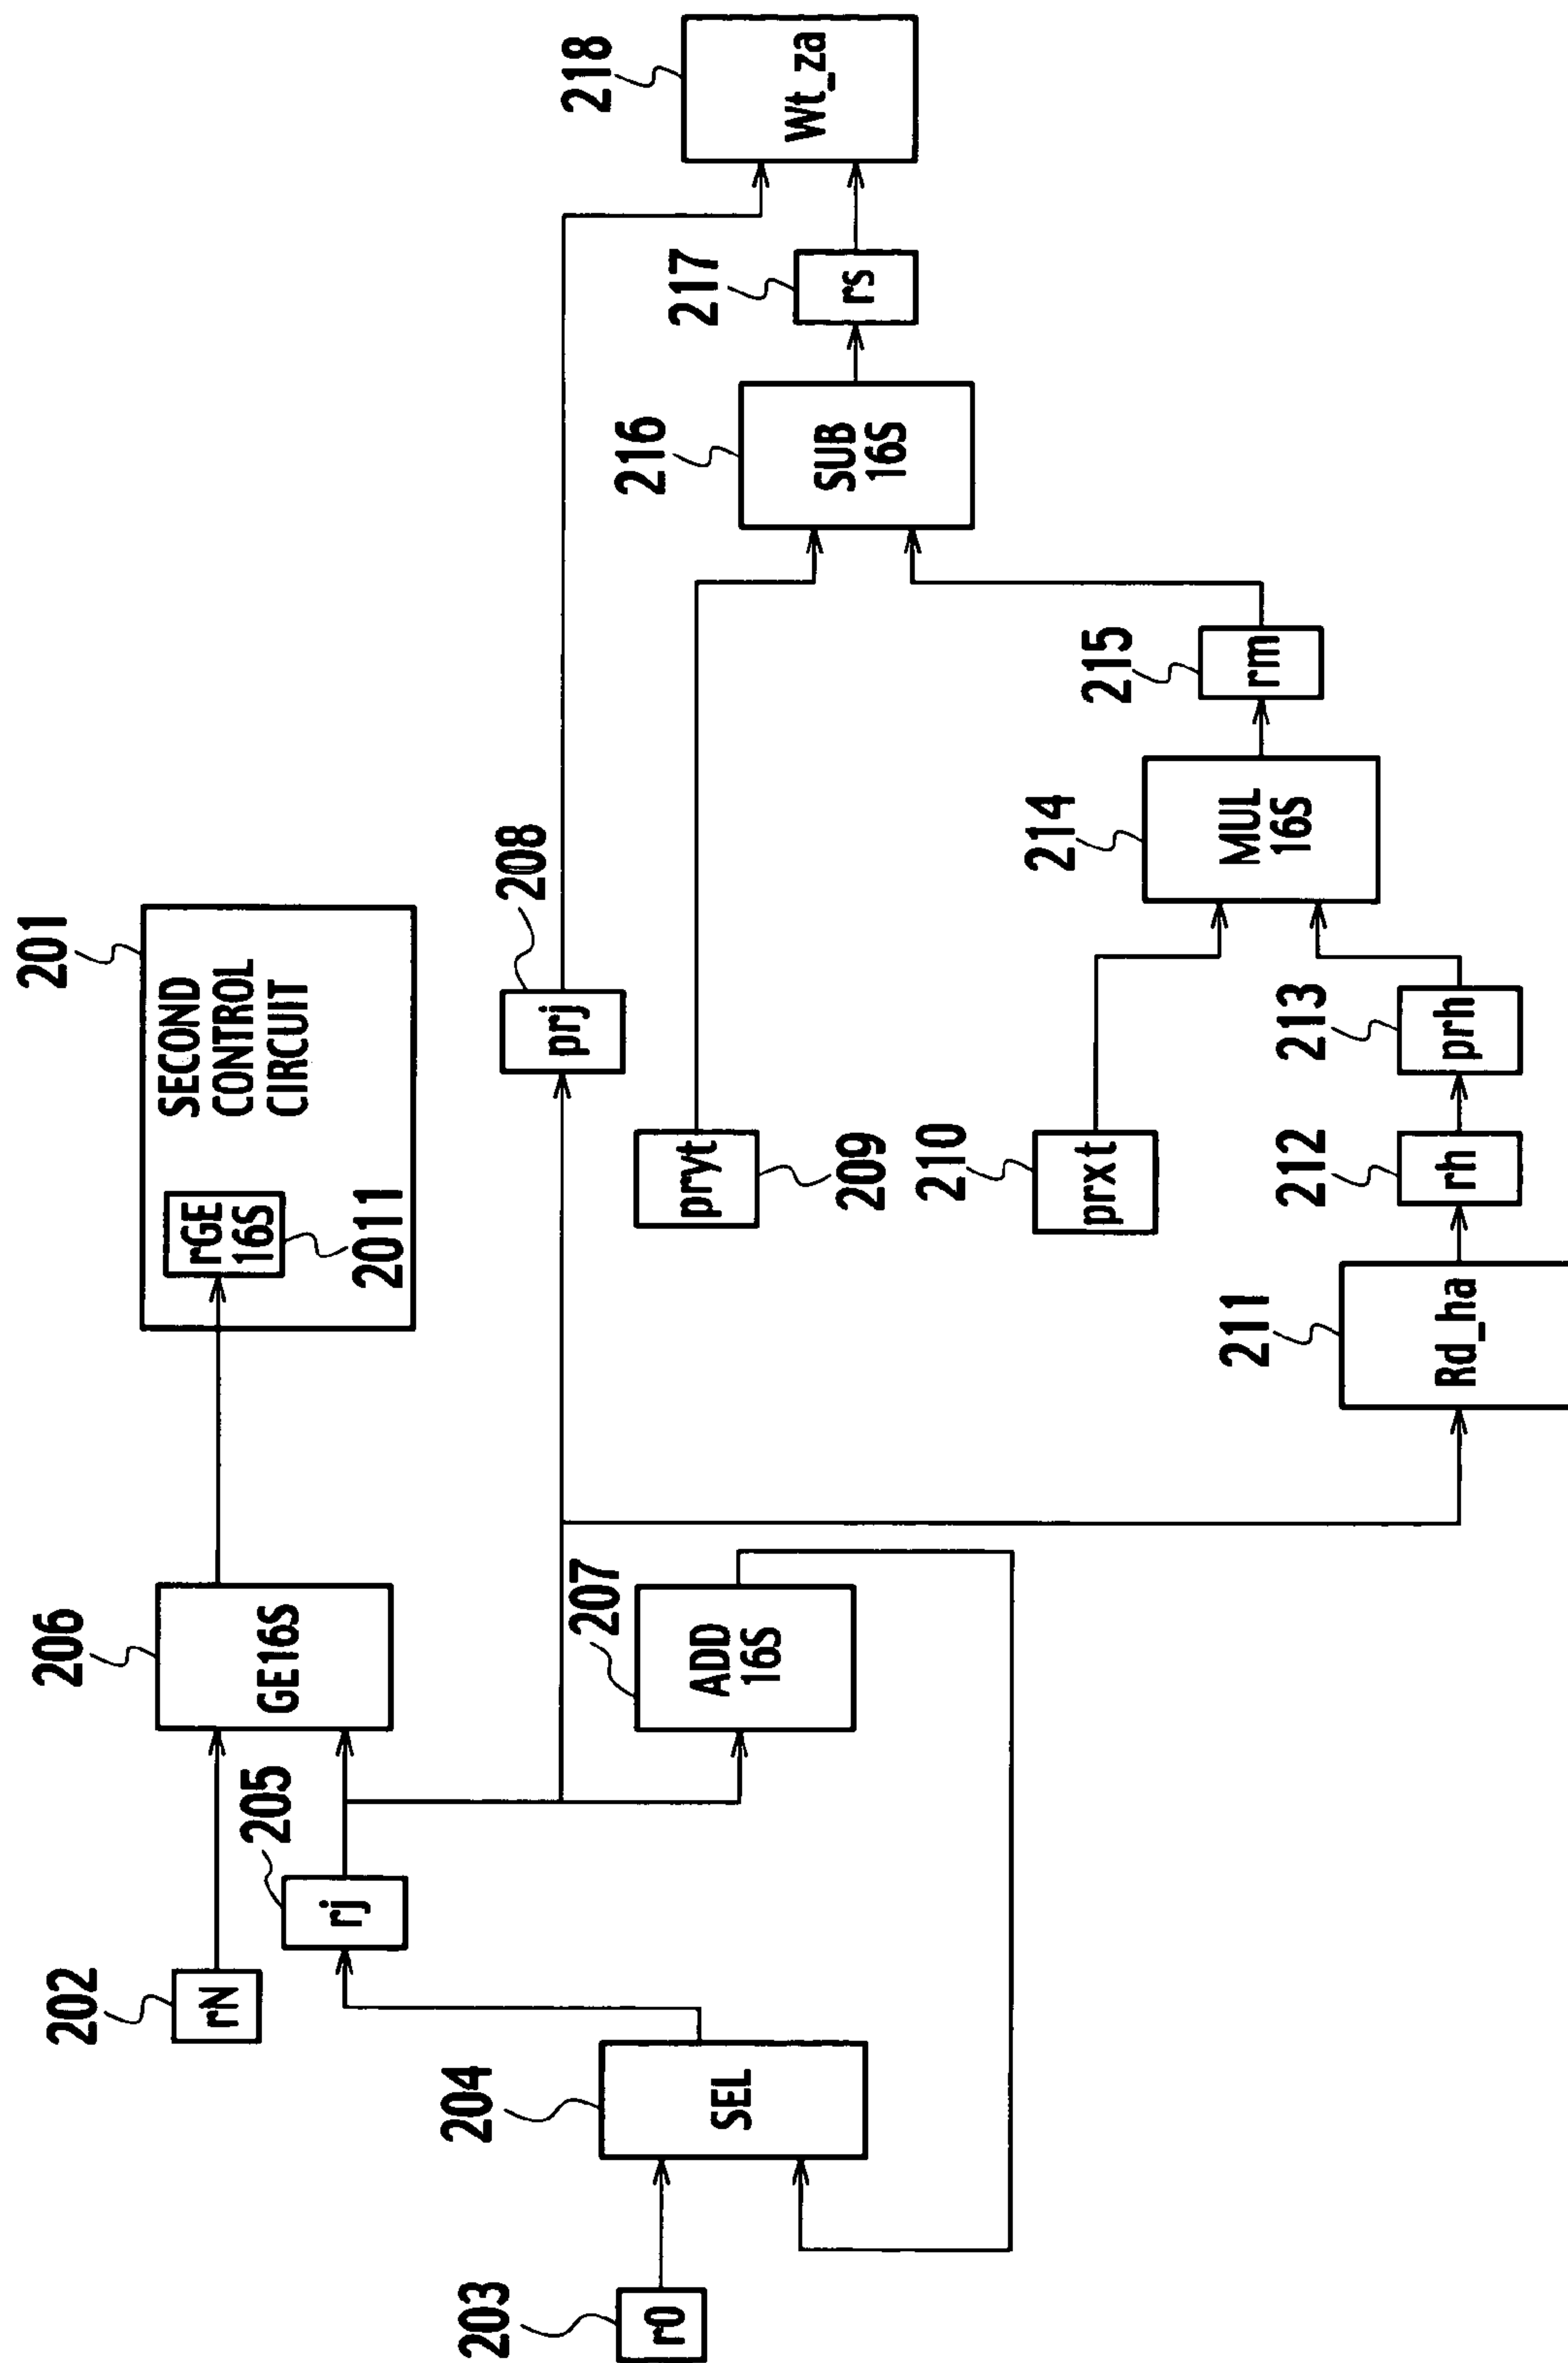 201
SECOND
CONTROL
CIRCUIT
rGE
16S
2011
206
GE16S
202
rN
205
rj
208
prj
218
Wt_za
204
SEL
203
r0
207
ADD
16S
pryt
209
216
SUB
16S
217
rs
210
prxt
214
MUL
16S
215
rm
211
Rd_ha
212
rh
213
prh